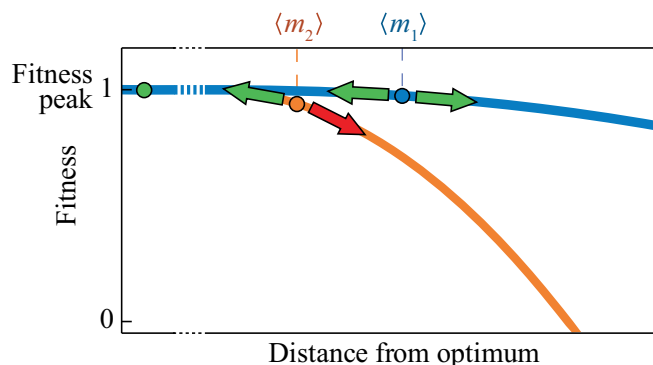 ⟨m₂⟩ ⟨m₁⟩
Fitness
peak
1
Fitness
0
Distance from optimum